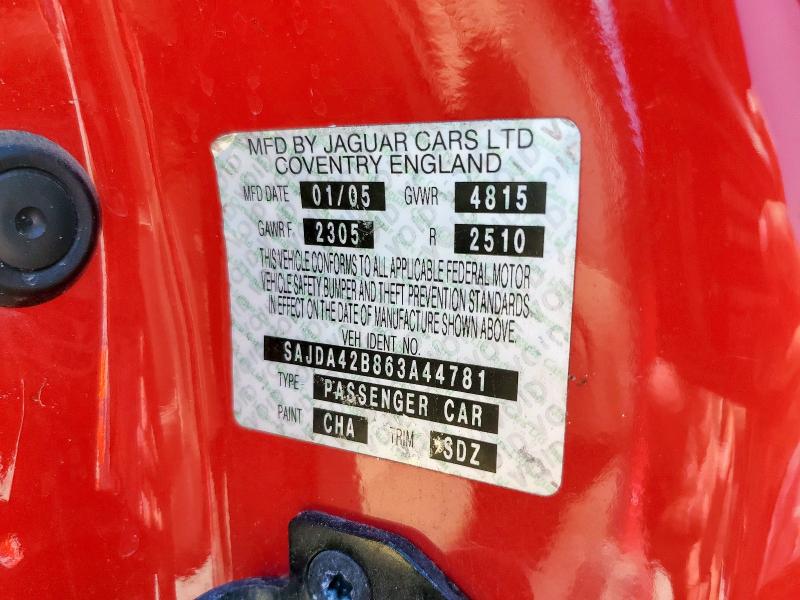 MFD BY JAGUAR CARS LTD
COVENTRY ENGLAND
MFD DATE 01/05 GVWR 4815
GAWR F. 2305 R 2510
THIS VEHICLE CONFORMS TO ALL APPLICABLE FEDERAL MOTOR
VEHICLE SAFETY BUMPER AND THEFT PREVENTION STANDARDS.
IN EFFECT ON THE DATE OF MANUFACTURE SHOWN ABOVE.
VEH. IDENT NO.
SAJDA42B863A44781
TYPE PASSENGER CAR
PAINT CHA TRIM SDZ